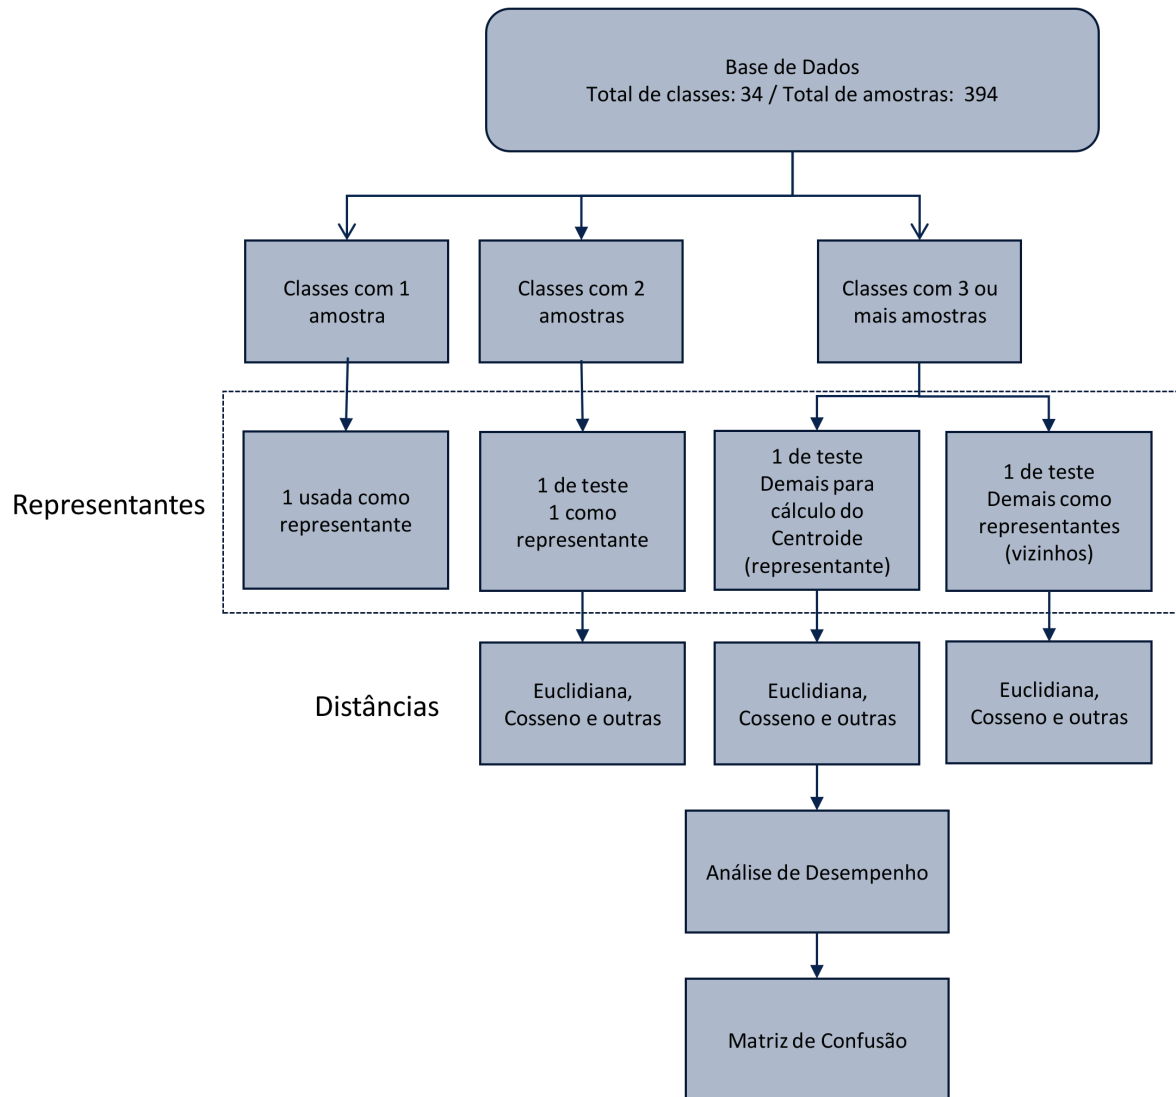 Base de Dados
Total de classes: 34 / Total de amostras:  394
Classes com 1
amostra
Classes com 2
amostras
Classes com 3 ou
mais amostras
Representantes
1 usada como
representante
1 de teste
1 como
representante
1 de teste
Demais para
cálculo do
Centroide
(representante)
1 de teste
Demais como
representantes
(vizinhos)
Distâncias
Euclidiana,
Cosseno e outras
Euclidiana,
Cosseno e outras
Euclidiana,
Cosseno e outras
Análise de Desempenho
Matriz de Confusão